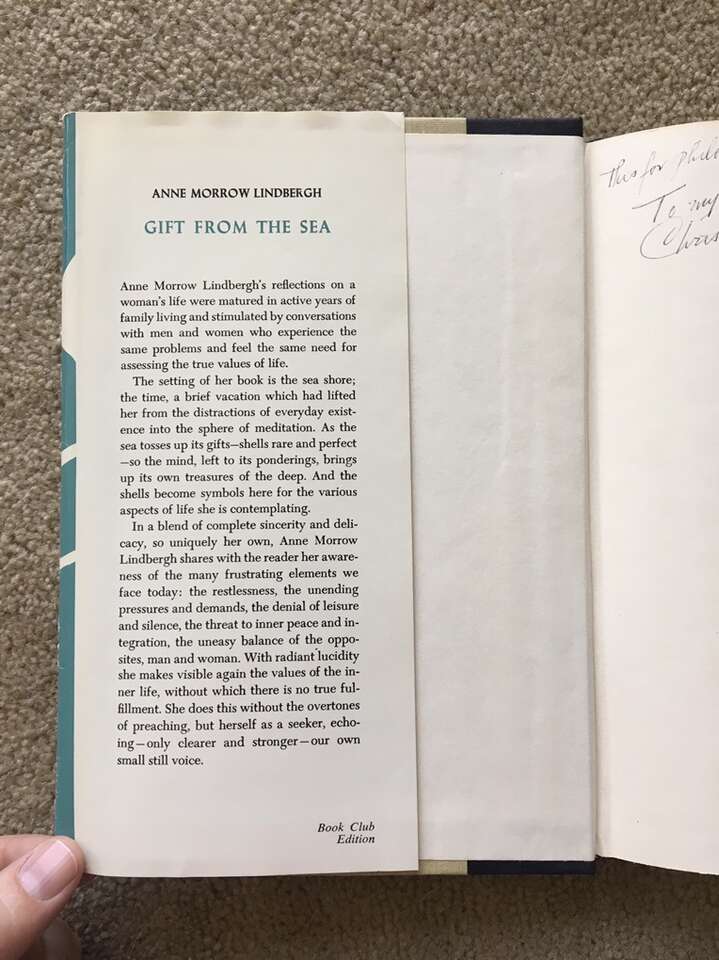 ANNE MORROW LINDBERGH
GIFT FROM THE SEA
Anne Morrow Lindbergh's reflections on a
woman's life were matured in active years of
family living and stimulated by conversations
with men and women who experience the
same problems and feel the same need for
assessing the true values of life.
The setting of her book is the sea shore;
the time, a brief vacation which had lifted
her from the distractions of everyday exist-
ence into the sphere of meditation. As the
sea tosses up its gifts—shells rare and perfect
—so the mind, left to its ponderings, brings
up its own treasures of the deep. And the
shells become symbols here for the various
aspects of life she is contemplating.
In a blend of complete sincerity and deli-
cacy, so uniquely her own, Anne Morrow
Lindbergh shares with the reader her aware-
ness of the many frustrating elements we
face today: the restlessness, the unending
pressures and demands, the denial of leisure
and silence, the threat to inner peace and in-
tegration, the uneasy balance of the oppo-
sites, man and woman. With radiant lucidity
she makes visible again the values of the in-
ner life, without which there is no true ful-
fillment. She does this without the overtones
of preaching, but herself as a seeker, echo-
ing—only clearer and stronger—our own
small still voice.
Book Club
Edition
This for
To my